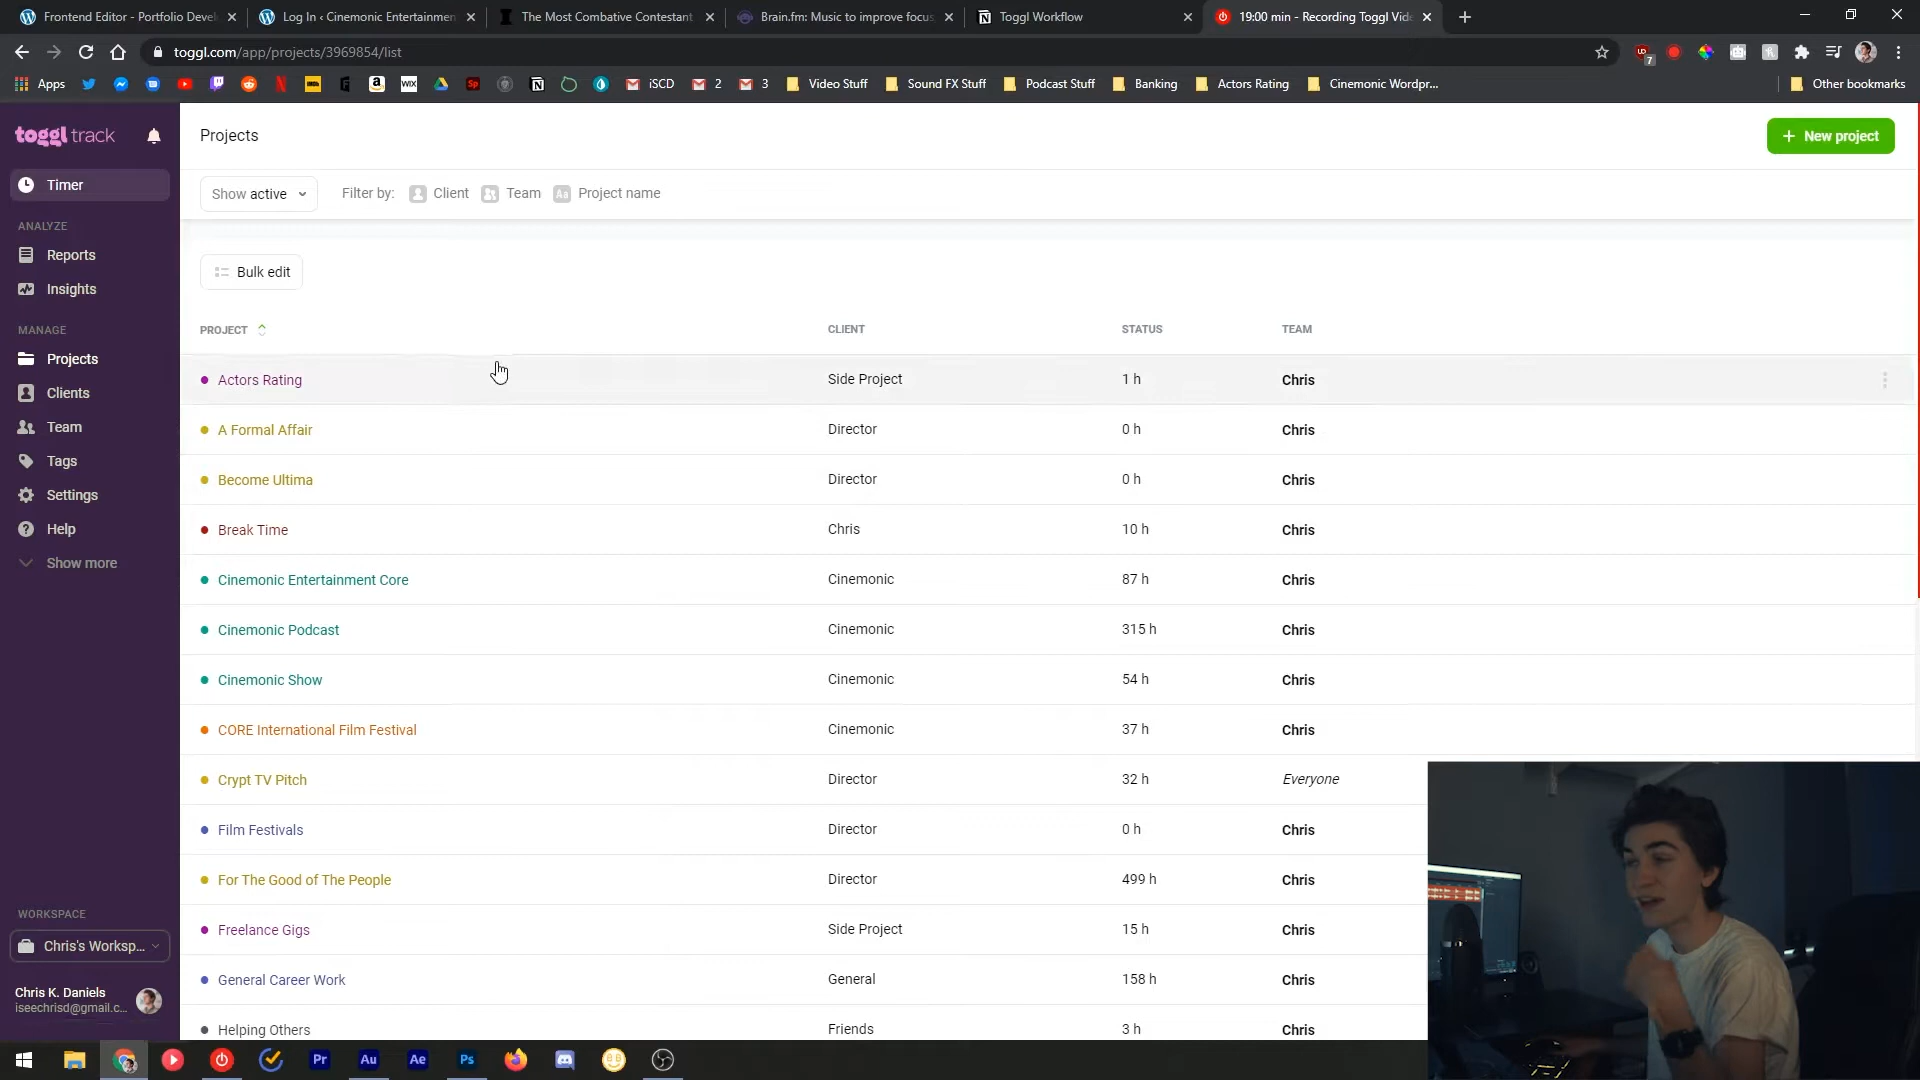 Frontend Editor - Portfolio Devel
Log In ‹ Cinemonic Entertainmen
The Most Combative Contestant
Brain.fm: Music to improve focus,
Toggl Workflow
19:00 min - Recording Toggl Vid
toggl.com/app/projects/3969854/list
7
Apps
iSCD
2
3
Video Stuff
Sound FX Stuff
Podcast Stuff
Banking
Actors Rating
Cinemonic Wordpr...
Other bookmarks
toggl track
Projects
+ New project
Timer
Show active
Filter by:
Client
Team
Aa
Project name
ANALYZE
Reports
Insights
Bulk edit
MANAGE
Projects
Clients
Team
Tags
Settings
Help
Show more
PROJECT CLIENT STATUS TEAM
Actors Rating Side Project 1 h Chris
A Formal Affair Director 0 h Chris
Become Ultima Director 0 h Chris
Break Time Chris 10 h Chris
Cinemonic Entertainment Core Cinemonic 87 h Chris
Cinemonic Podcast Cinemonic 315 h Chris
Cinemonic Show Cinemonic 54 h Chris
CORE International Film Festival Cinemonic 37 h Chris
Crypt TV Pitch Director 32 h Everyone
Film Festivals Director 0 h Chris
For The Good of The People Director 499 h Chris
Freelance Gigs Side Project 15 h Chris
General Career Work General 158 h Chris
Helping Others Friends 3 h Chris
WORKSPACE
Chris's Worksp...
Chris K. Daniels
iseechrisd@gmail.c...
Pr
Au
Ae
Ps